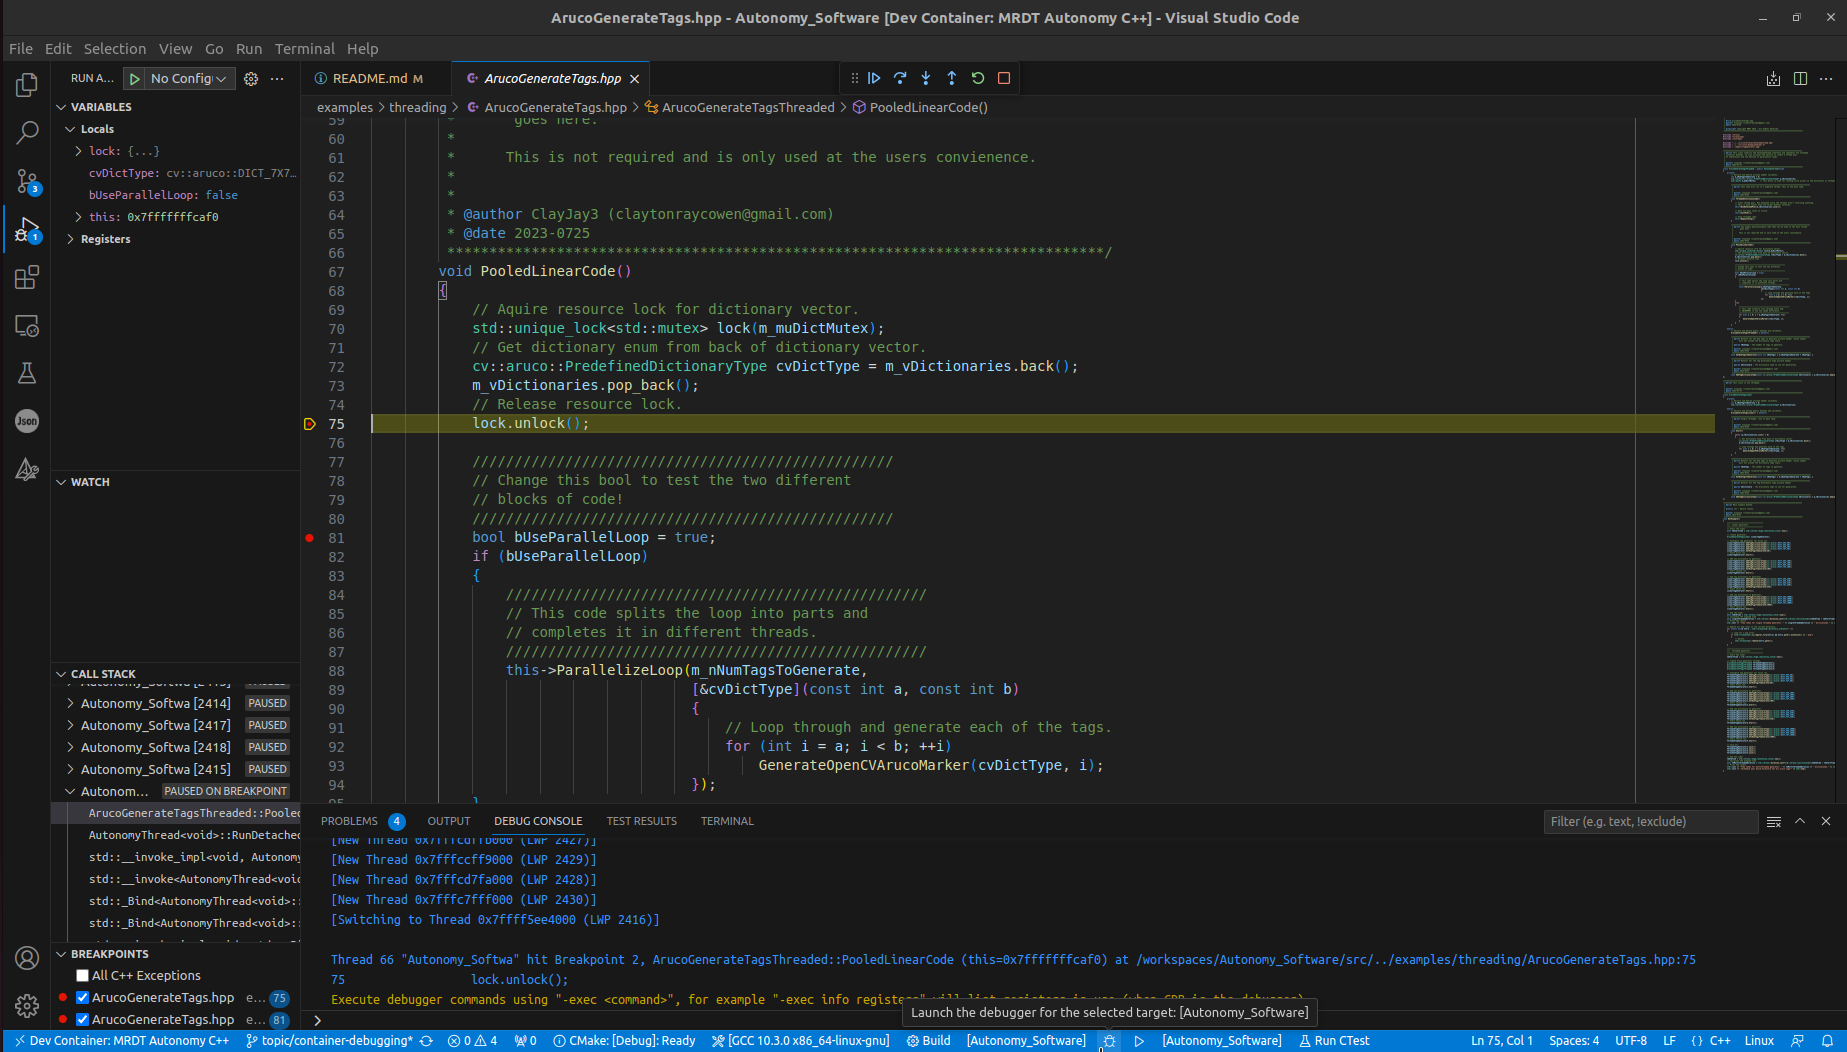 ArucoGenerateTags.hpp - Autonomy_Software [Dev Container: MRDT Autonomy C++] - Visual Studio Code
File Edit Selection View Go Run Terminal Help
RUN A... No Config
README.md M ArucoGenerateTags.hpp
examples > threading > ArucoGenerateTags.hpp > ArucoGenerateTagsThreaded > PooledLinearCode()
VARIABLES
Locals
lock: {...}
cvDictType: cv::aruco::DICT_7X7...
bUseParallelLoop: false
this: 0x7fffffffcaf0
Registers
WATCH
CALL STACK
Autonomy_Softwa [2414] PAUSED
Autonomy_Softwa [2417] PAUSED
Autonomy_Softwa [2418] PAUSED
Autonomy_Softwa [2415] PAUSED
Autonom... PAUSED ON BREAKPOINT
ArucoGenerateTagsThreaded::Pooled
AutonomyThread<void>::RunDetached
std::__invoke_impl<void, Autonomy
std::__invoke<AutonomyThread<void
std::_Bind<AutonomyThread<void>::
std::_Bind<AutonomyThread<void>::
BREAKPOINTS
All C++ Exceptions
ArucoGenerateTags.hpp e... 75
ArucoGenerateTags.hpp e... 81
3
1
59 * goes here.
60 *
61 * This is not required and is only used at the users convienence.
62 *
63 *
64 * @author ClayJay3 (claytonraycowen@gmail.com)
65 * @date 2023-0725
66 ******************************************************************************/
67 void PooledLinearCode()
68 {
69 // Aquire resource lock for dictionary vector.
70 std::unique_lock<std::mutex> lock(m_muDictMutex);
71 // Get dictionary enum from back of dictionary vector.
72 cv::aruco::PredefinedDictionaryType cvDictType = m_vDictionaries.back();
73 m_vDictionaries.pop_back();
74 // Release resource lock.
75 lock.unlock();
76
77 //////////////////////////////////////////////////
78 // Change this bool to test the two different
79 // blocks of code!
80 //////////////////////////////////////////////////
81 bool bUseParallelLoop = true;
82 if (bUseParallelLoop)
83 {
84 //////////////////////////////////////////////////
85 // This code splits the loop into parts and
86 // completes it in different threads.
87 //////////////////////////////////////////////////
88 this->ParallelizeLoop(m_nNumTagsToGenerate,
89 [&cvDictType](const int a, const int b)
90 {
91 // Loop through and generate each of the tags.
92 for (int i = a; i < b; ++i)
93 GenerateOpenCVArucoMarker(cvDictType, i);
94 });
95 }
PROBLEMS 4 OUTPUT DEBUG CONSOLE TEST RESULTS TERMINAL Filter (e.g. text, !exclude)
[New Thread 0x7fffcdffb000 (LWP 2427)]
[New Thread 0x7fffccff9000 (LWP 2429)]
[New Thread 0x7fffcd7fa000 (LWP 2428)]
[New Thread 0x7fffc7fff000 (LWP 2430)]
[Switching to Thread 0x7ffff5ee4000 (LWP 2416)]
Thread 66 "Autonomy_Softwa" hit Breakpoint 2, ArucoGenerateTagsThreaded::PooledLinearCode (this=0x7fffffffcaf0) at /workspaces/Autonomy_Software/src/../examples/threading/ArucoGenerateTags.hpp:75
75 lock.unlock();
Execute debugger commands using "-exec <command>", for example "-exec info registers"
Launch the debugger for the selected target: [Autonomy_Software]
Dev Container: MRDT Autonomy C++ topic/container-debugging* 0 4 0 CMake: [Debug]: Ready [GCC 10.3.0 x86_64-linux-gnu] Build [Autonomy_Software] [Autonomy_Software] Run CTest Ln 75, Col 1 Spaces: 4 UTF-8 LF {} C++ Linux